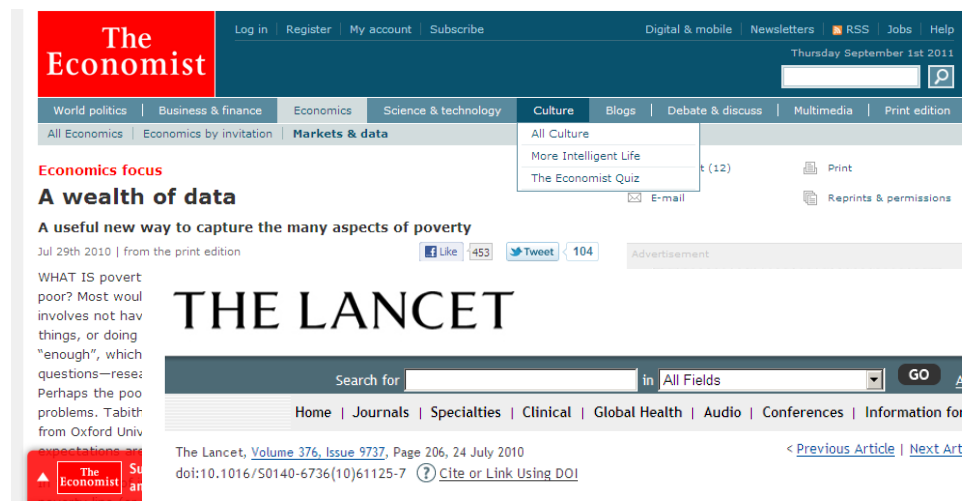 The
Economist
Log in | Register | My account | Subscribe
Digital & mobile | Newsletters | RSS | Jobs | Help
Thursday September 1st 2011
World politics | Business & finance | Economics | Science & technology | Culture | Blogs | Debate & discuss | Multimedia | Print edition
All Economics | Economics by invitation | Markets & data
All Culture
More Intelligent Life
The Economist Quiz
Economics focus
(12)
Print
A wealth of data
E-mail
Reprints & permissions
A useful new way to capture the many aspects of poverty
Jul 29th 2010 | from the print edition
Like 453
Tweet 104
Advertisement
WHAT IS povert
poor? Most woul
involves not hav
things, or doing
“enough”, which
questions—resea
Perhaps the poo
problems. Tabith
from Oxford Univ
expectations are
The
Economist
Su
an
THE LANCET
Search for in All Fields GO
Home | Journals | Specialties | Clinical | Global Health | Audio | Conferences | Information for
The Lancet, Volume 376, Issue 9737, Page 206, 24 July 2010
< Previous Article | Next Art
doi:10.1016/S0140-6736(10)61125-7 ? Cite or Link Using DOI